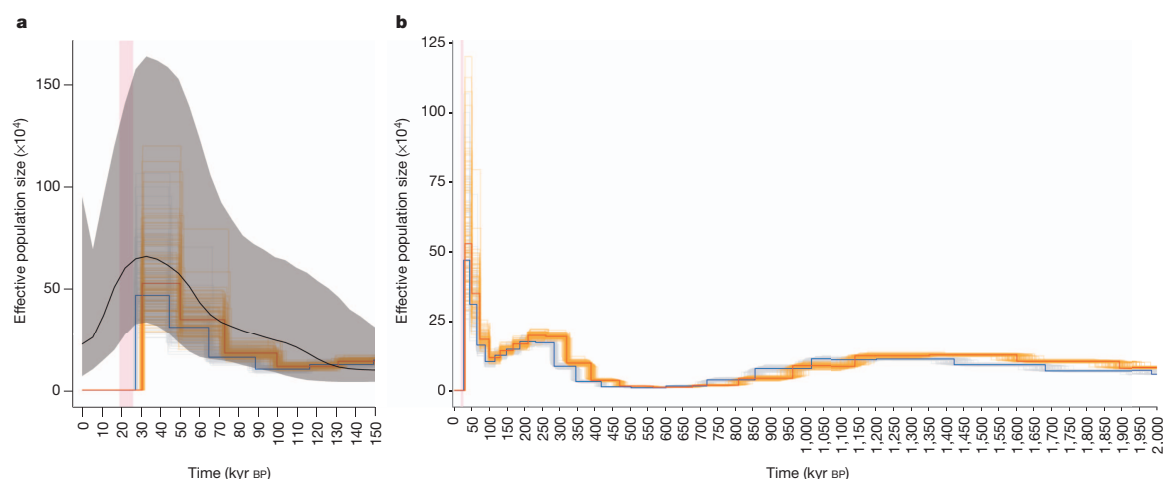 a
Effective population size (×10⁴)
150
100
50
0
0 10 20 30 40 50 60 70 80 90 100 110 120 130 140 150
Time (kyr BP)
b
Effective population size (×10⁴)
125
100
75
50
25
0
0 50 100 150 200 250 300 350 400 450 500 550 600 650 700 750 800 850 900 950 1,000 1,050 1,100 1,150 1,200 1,250 1,300 1,350 1,400 1,450 1,500 1,550 1,600 1,650 1,700 1,750 1,800 1,850 1,900 1,950 2,000
Time (kyr BP)